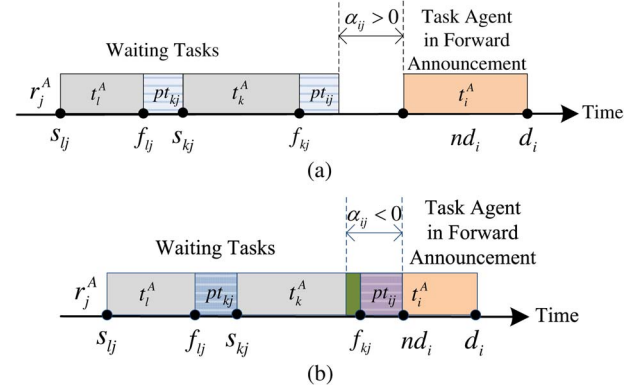 α_ij > 0
Task Agent
in Forward
Announcement
Waiting Tasks
r_j^A t_l^A pt_kj t_k^A pt_ij t_i^A
Time
s_lj f_lj s_kj f_kj nd_i d_i
(a)
α_ij < 0
Task Agent
in Forward
Announcement
Waiting Tasks
r_j^A t_l^A pt_kj t_k^A pt_ij t_i^A
Time
s_lj f_lj s_kj f_kj nd_i d_i
(b)